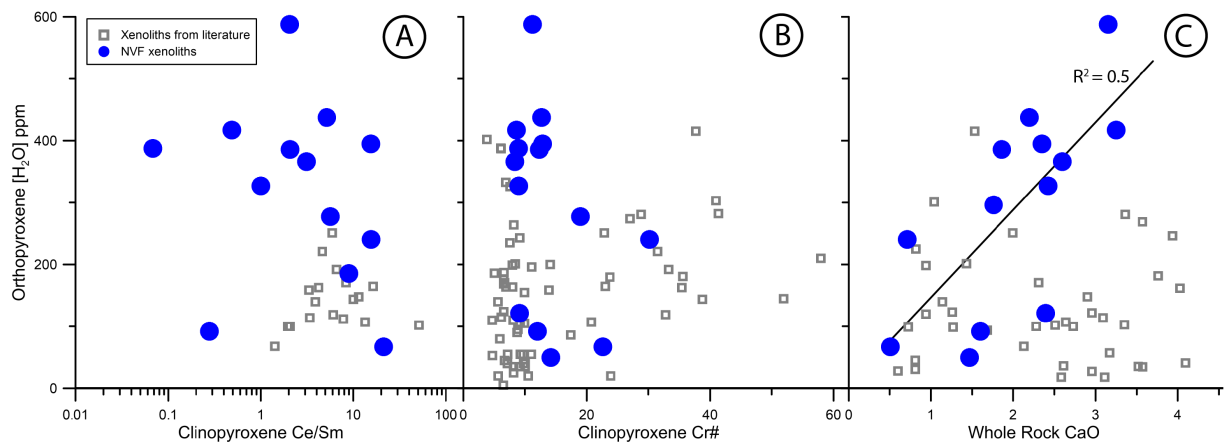 600
400
200
0
Orthopyroxene [H₂O] ppm
Xenoliths from literature
NVF xenoliths
A
0.01 0.1 1 10 100
Clinopyroxene Ce/Sm
B
0 20 40 60
Clinopyroxene Cr#
C
R² = 0.5
1 2 3 4
Whole Rock CaO